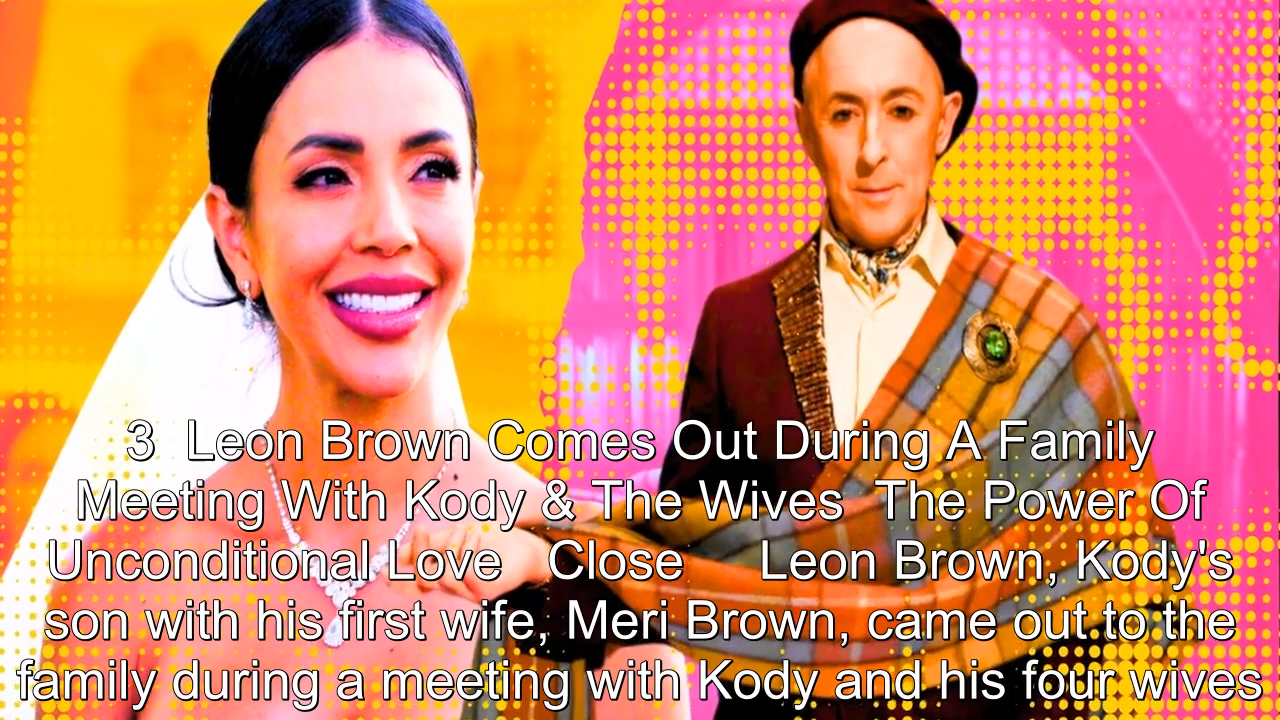 3  Leon Brown Comes Out During A Family
Meeting With Kody & The Wives  The Power Of
Unconditional Love   Close    Leon Brown, Kody's
son with his first wife, Meri Brown, came out to the
family during a meeting with Kody and his four wives